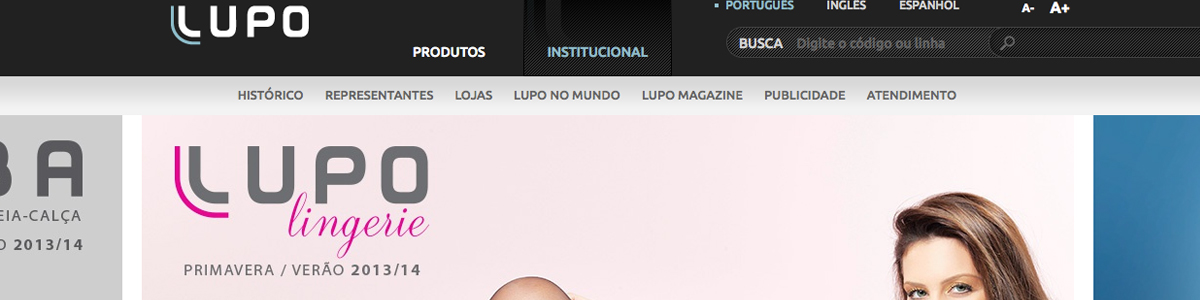 LUPO
PORTUGUÊS INGLÊS ESPANHOL A- A+
PRODUTOS INSTITUCIONAL
BUSCA Digite o código ou linha
HISTÓRICO REPRESENTANTES LOJAS LUPO NO MUNDO LUPO MAGAZINE PUBLICIDADE ATENDIMENTO
BA
EIA-CALÇA
O 2013/14
LUPO
lingerie
PRIMAVERA / VERÃO 2013/14